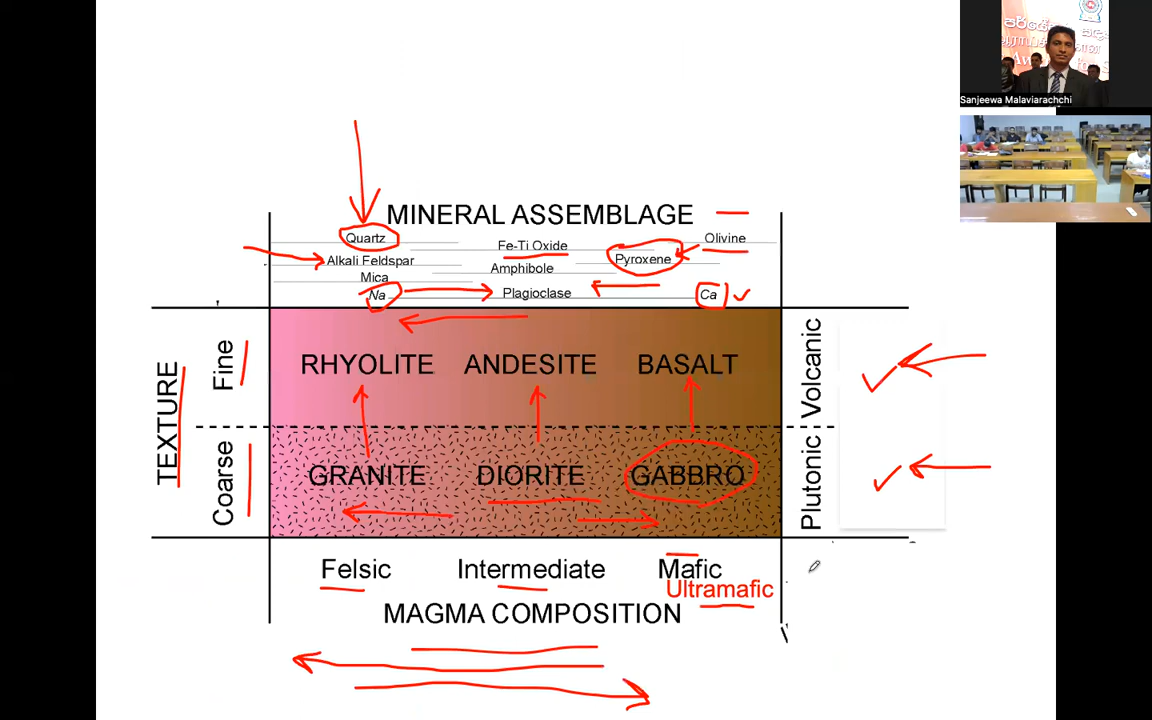 MINERAL ASSEMBLAGE
Quartz
Fe-Ti Oxide
Olivine
Alkali Feldspar
Amphibole
Pyroxene
Mica
Na
Plagioclase
Ca
TEXTURE
Fine
RHYOLITE
ANDESITE
BASALT
Volcanic
Coarse
GRANITE
DIORITE
GABBRO
Plutonic
Felsic
Intermediate
Mafic
Ultramafic
MAGMA COMPOSITION
Sanjeewa Malaviarachchi